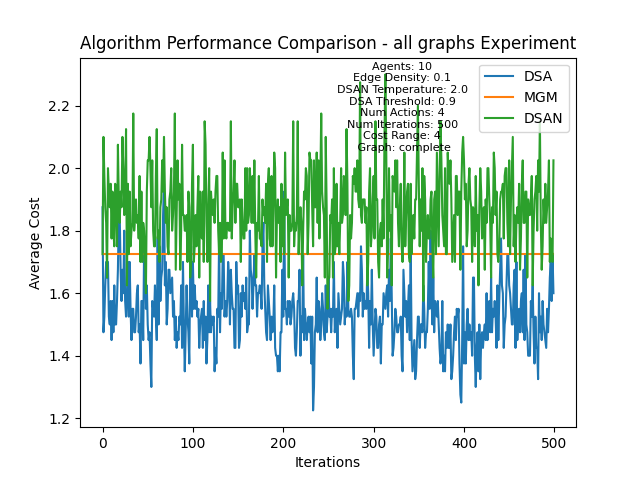 Algorithm Performance Comparison - all graphs Experiment
Agents: 10
Edge Density: 0.1
DSAN Temperature: 2.0
DSA Threshold: 0.9
Num Actions: 4
Num Iterations: 500
Cost Range: 4
Graph: complete
DSA
MGM
DSAN
Average Cost
2.2
2.0
1.8
1.6
1.4
1.2
0
100
200
300
400
500
Iterations